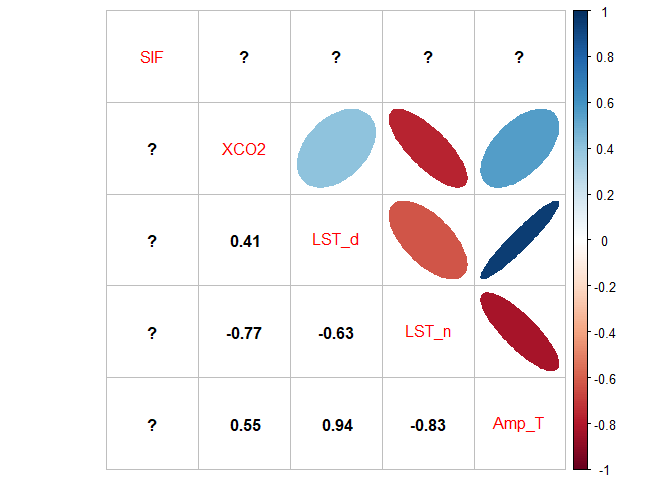 SIF ? ? ? ?
? XCO2
? 0.41 LST_d
? -0.77 -0.63 LST_n
? 0.55 0.94 -0.83 Amp_T
1
0.8
0.6
0.4
0.2
0
-0.2
-0.4
-0.6
-0.8
-1